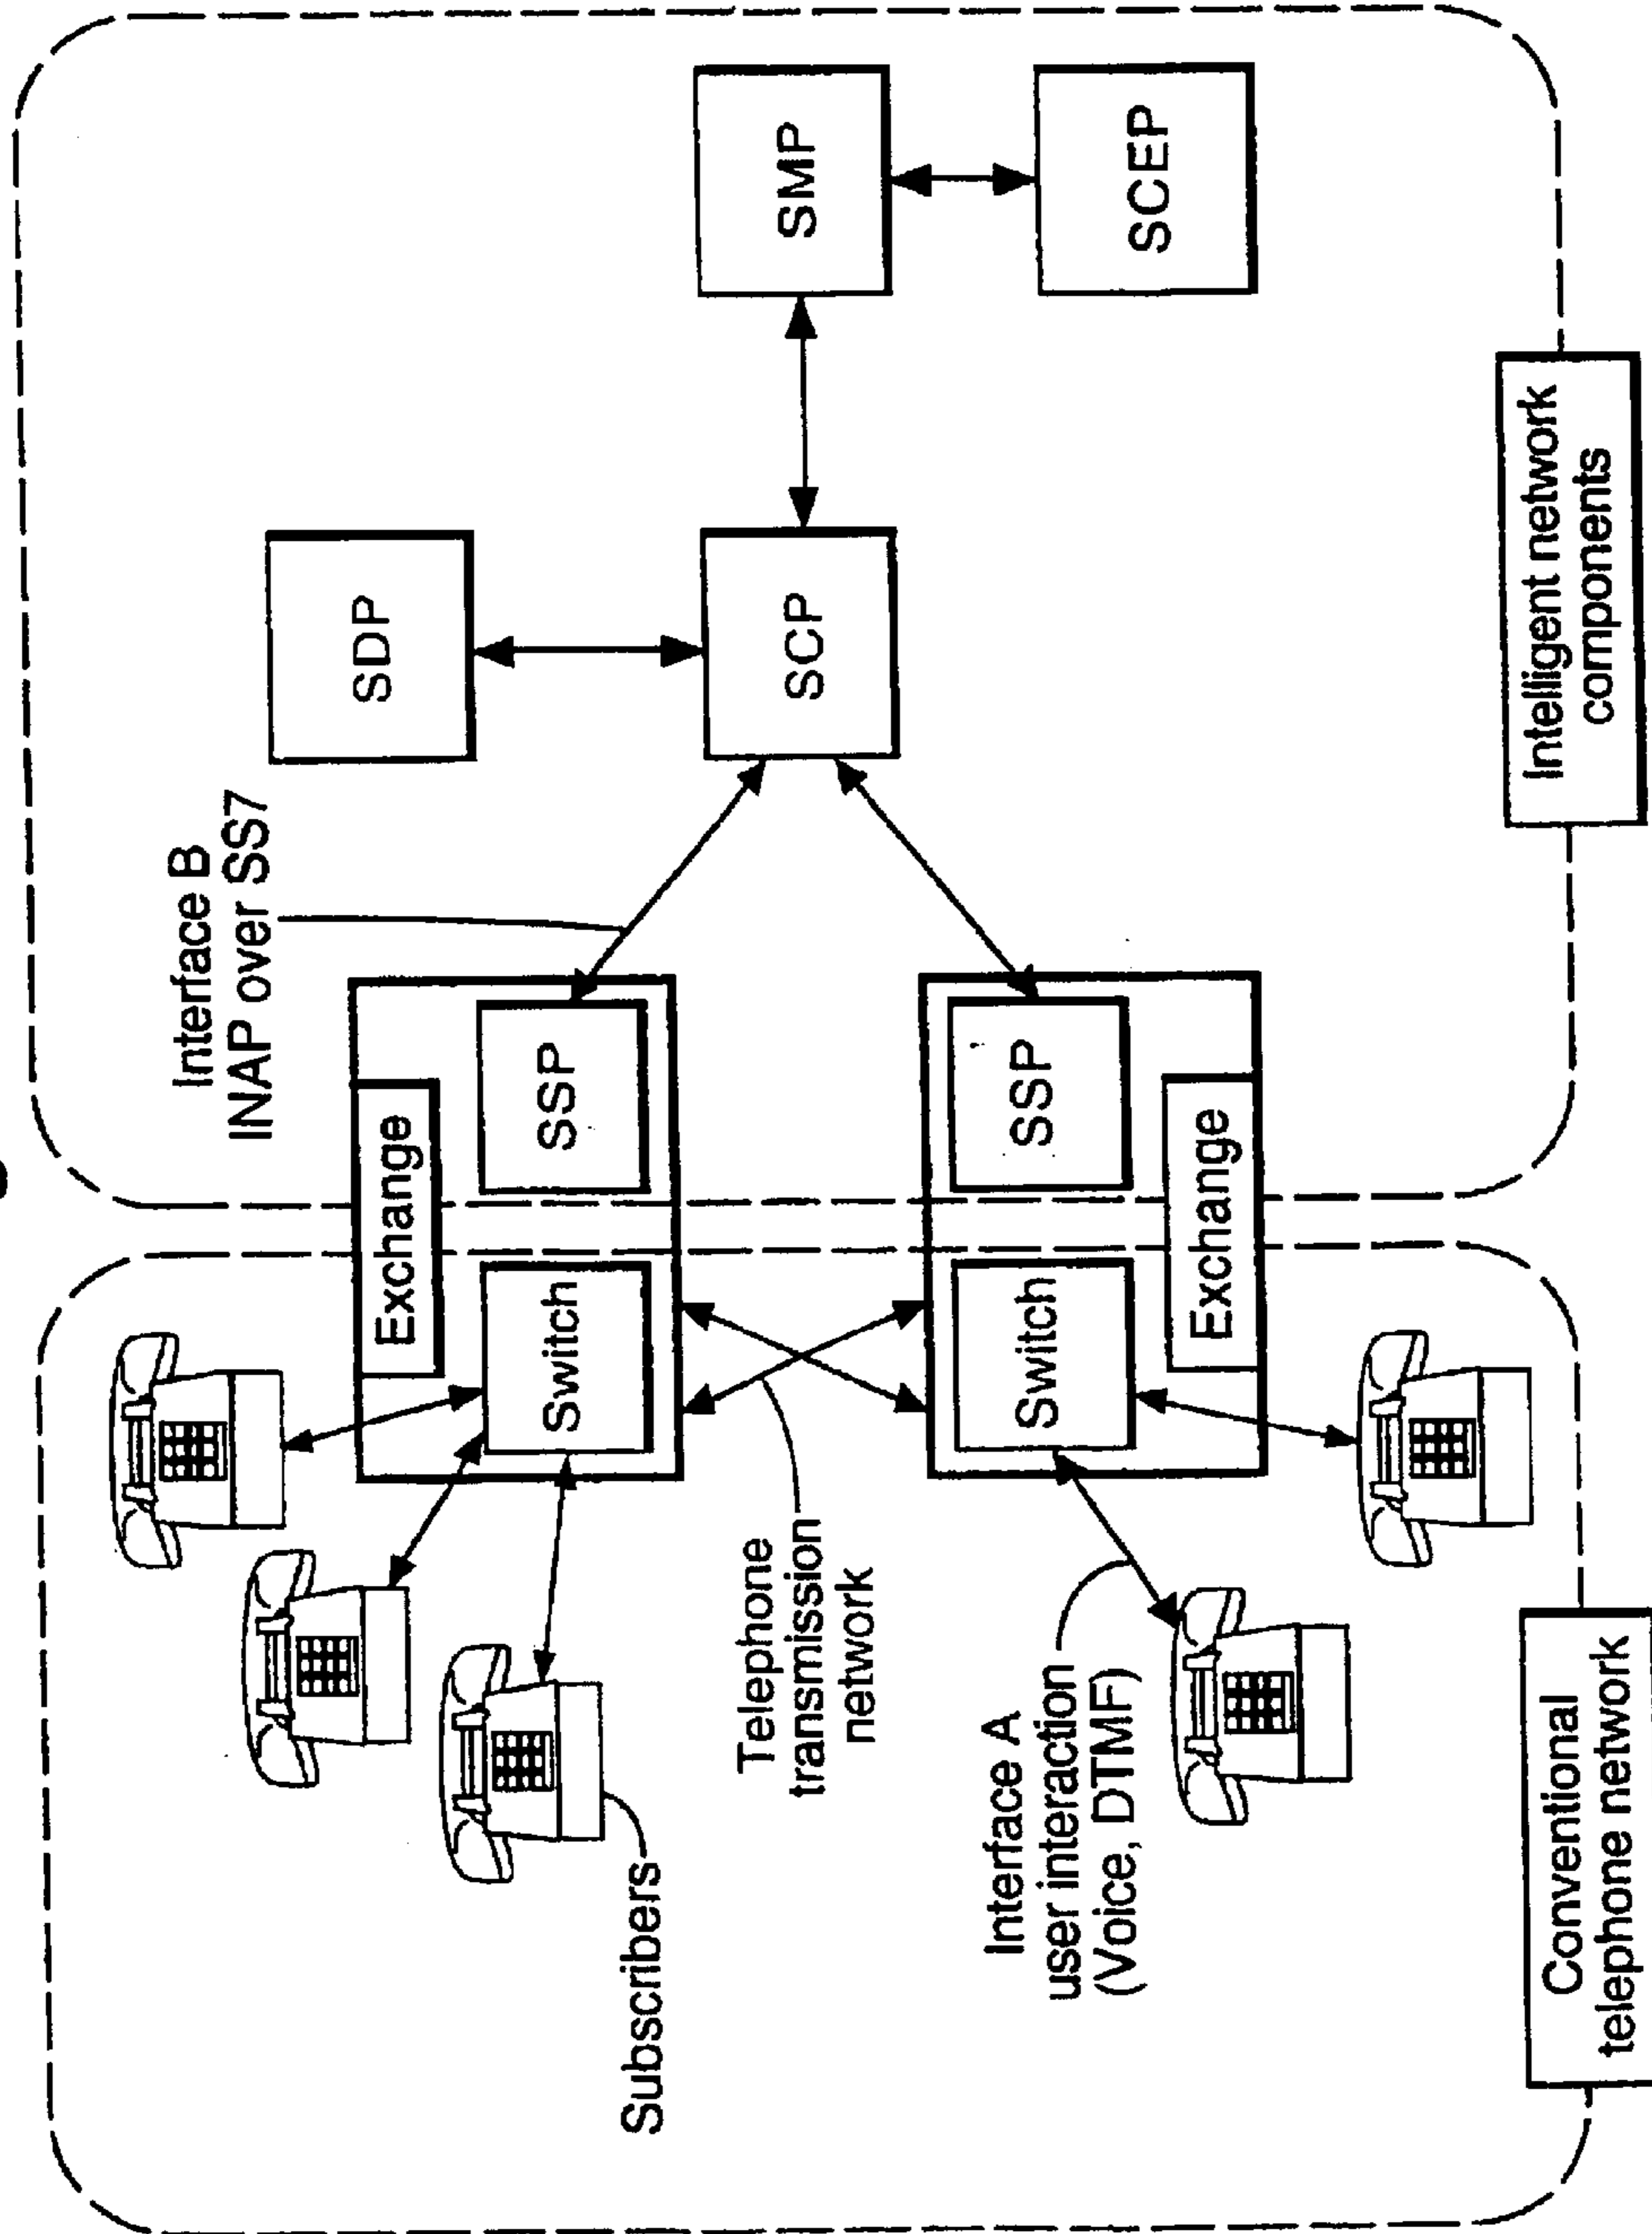 Subscribers
Telephone
transmission
network
Interface A
user interaction
(Voice, DTMF)
Exchange
Switch
SSP
Switch
SSP
Exchange
Interface B
INAP over SS7
SDP
SCP
SMP
SCEP
Conventional
telephone network
Intelligent network
components